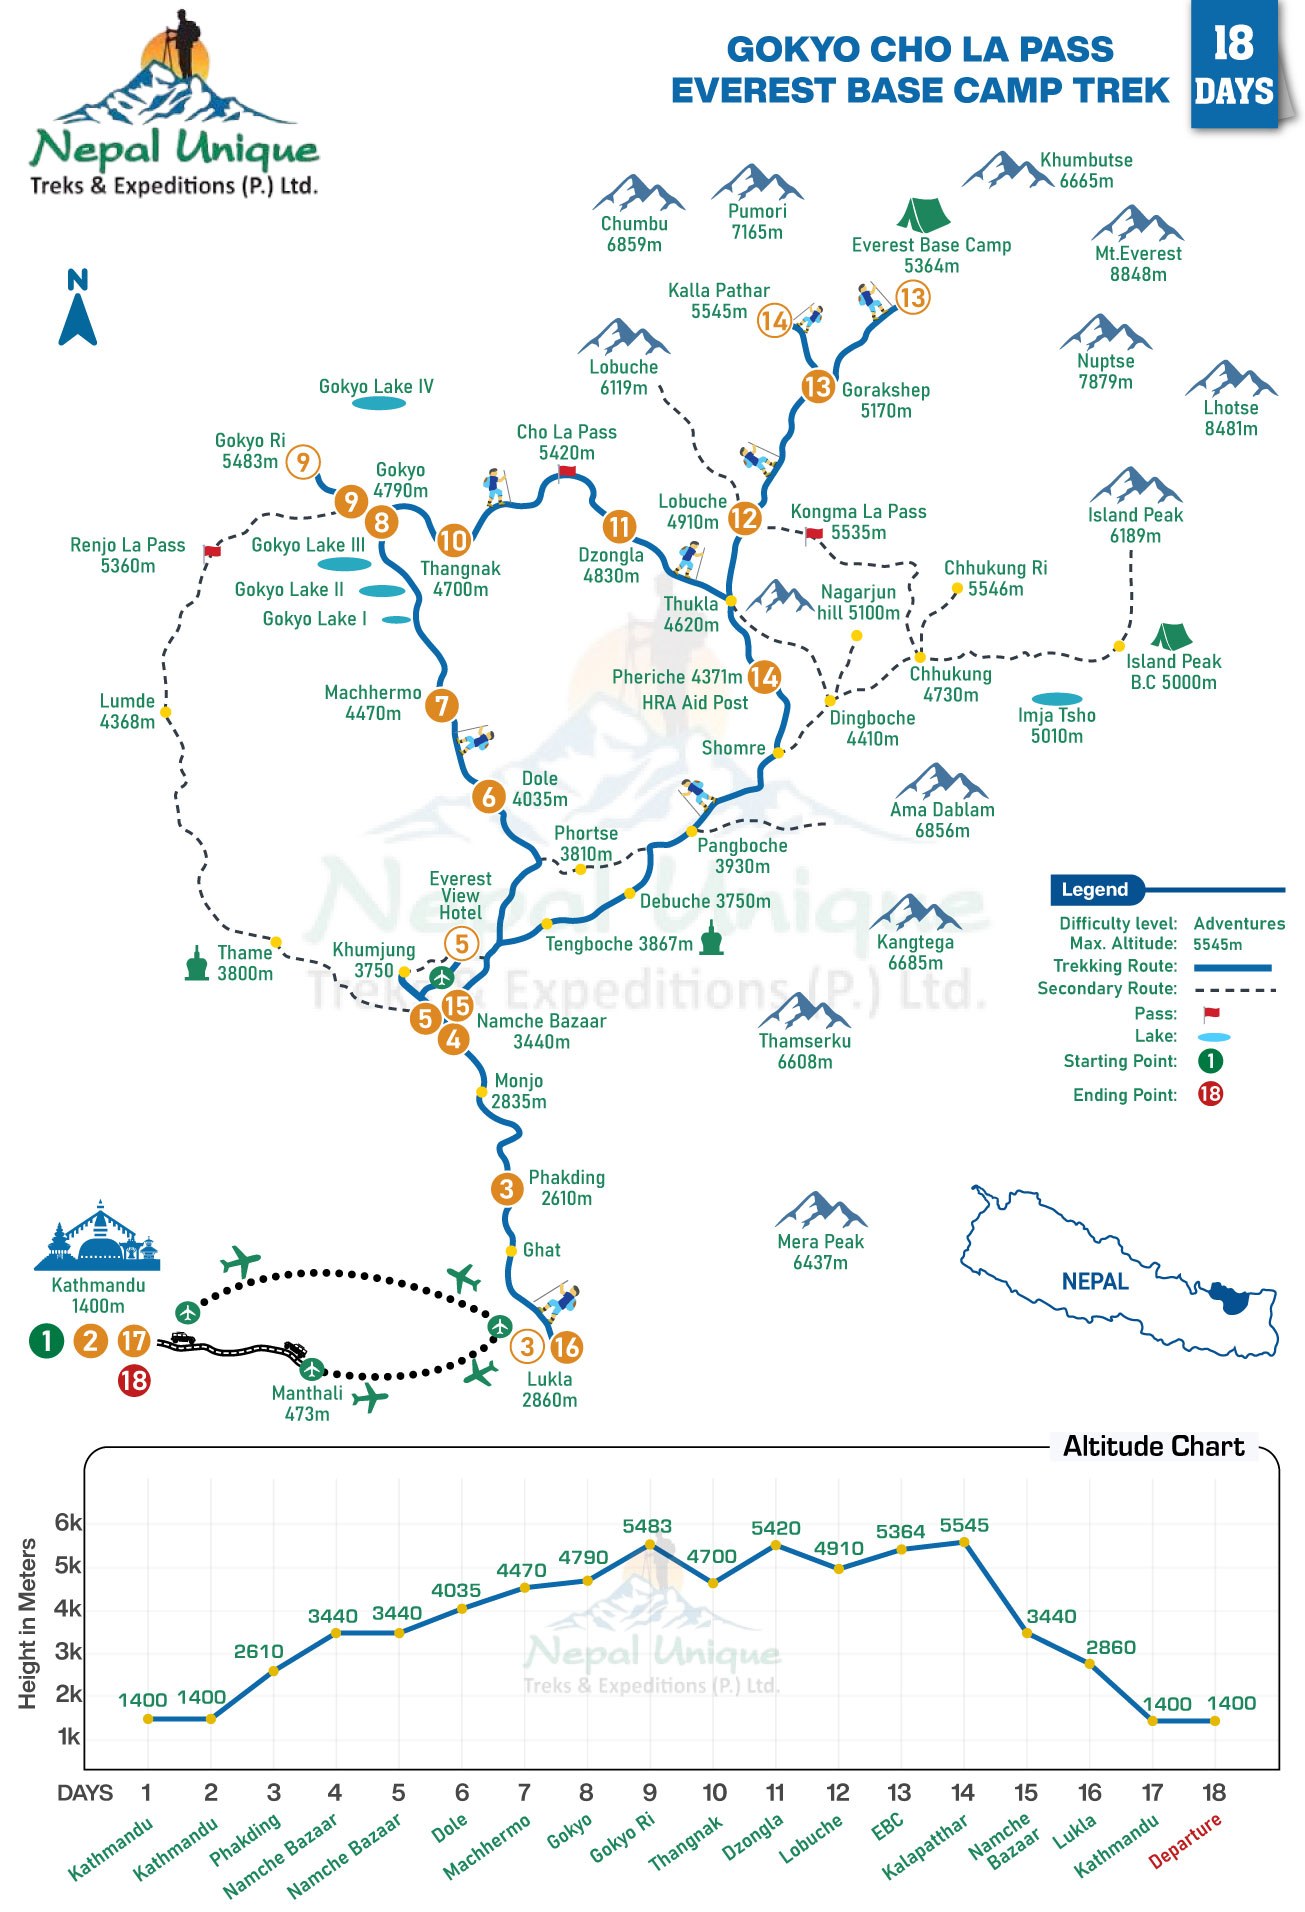 Nepal Unique
Treks & Expeditions (P.) Ltd.
GOKYO CHO LA PASS
EVEREST BASE CAMP TREK
18
DAYS
N
Khumbutse
6665m
Chumbu
6859m
Pumori
7165m
Everest Base Camp
5364m
Mt.Everest
8848m
Kalla Pathar
5545m
14
13
Lobuche
6119m
Nuptse
7879m
Lhotse
8481m
13
Gorakshep
5170m
Gokyo Lake IV
Gokyo Ri
5483m
9
Gokyo
4790m
9
8
Cho La Pass
5420m
10
Thangnak
4700m
11
Dzongla
4830m
Lobuche
4910m
12
Kongma La Pass
5535m
Island Peak
6189m
Renjo La Pass
5360m
Gokyo Lake III
Gokyo Lake II
Gokyo Lake I
Thukla
4620m
Nagarjun
hill 5100m
Chhukung Ri
5546m
Island Peak
B.C 5000m
Chhukung
4730m
Imja Tsho
5010m
Pheriche 4371m
HRA Aid Post
14
Dingboche
4410m
Shomre
Machhermo
4470m
7
Lumde
4368m
Dole
4035m
6
Ama Dablam
6856m
Phortse
3810m
Pangboche
3930m
Everest
View
Hotel
5
Debuche 3750m
Tengboche 3867m
Kangtega
6685m
Thame
3800m
Khumjung
3750
5
15
4
Namche Bazaar
3440m
Thamserku
6608m
Monjo
2835m
Nepal Unique
Treks & Expeditions (P.) Ltd.
Legend
Difficulty level: Adventures
Max. Altitude: 5545m
Trekking Route:
Secondary Route:
Pass:
Lake:
Starting Point: 1
Ending Point: 18
3
Phakding
2610m
Ghat
Mera Peak
6437m
NEPAL
Kathmandu
1400m
1
2
17
18
Manthali
473m
3
16
Lukla
2860m
Altitude Chart
Height in Meters
6k
5k
4k
3k
2k
1k
1400
1400
2610
3440
3440
4035
4470
4790
5483
4700
5420
4910
5364
5545
3440
2860
1400
1400
Nepal Unique
Treks & Expeditions (P.) Ltd.
DAYS 1 2 3 4 5 6 7 8 9 10 11 12 13 14 15 16 17 18
Kathmandu
Kathmandu
Phakding
Namche Bazaar
Namche Bazaar
Dole
Machhermo
Gokyo
Gokyo Ri
Thangnak
Dzongla
Lobuche
EBC
Kalapatthar
Namche
Bazaar
Lukla
Kathmandu
Departure